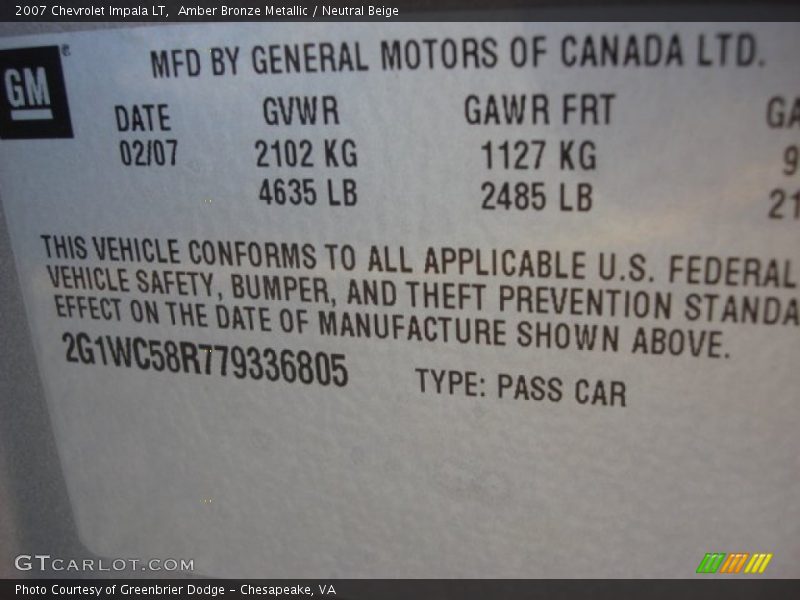 2007 Chevrolet Impala LT, Amber Bronze Metallic / Neutral Beige
GM
MFD BY GENERAL MOTORS OF CANADA LTD.
DATE GVWR GAWR FRT
02/07 2102 KG 1127 KG
4635 LB 2485 LB
THIS VEHICLE CONFORMS TO ALL APPLICABLE U.S. FEDERAL
VEHICLE SAFETY, BUMPER, AND THEFT PREVENTION
EFFECT ON THE DATE OF MANUFACTURE SHOWN ABOVE.
2G1WC58R779336805 TYPE: PASS CAR
GTCARLOT.COM
Photo Courtesy of Greenbrier Dodge - Chesapeake, VA